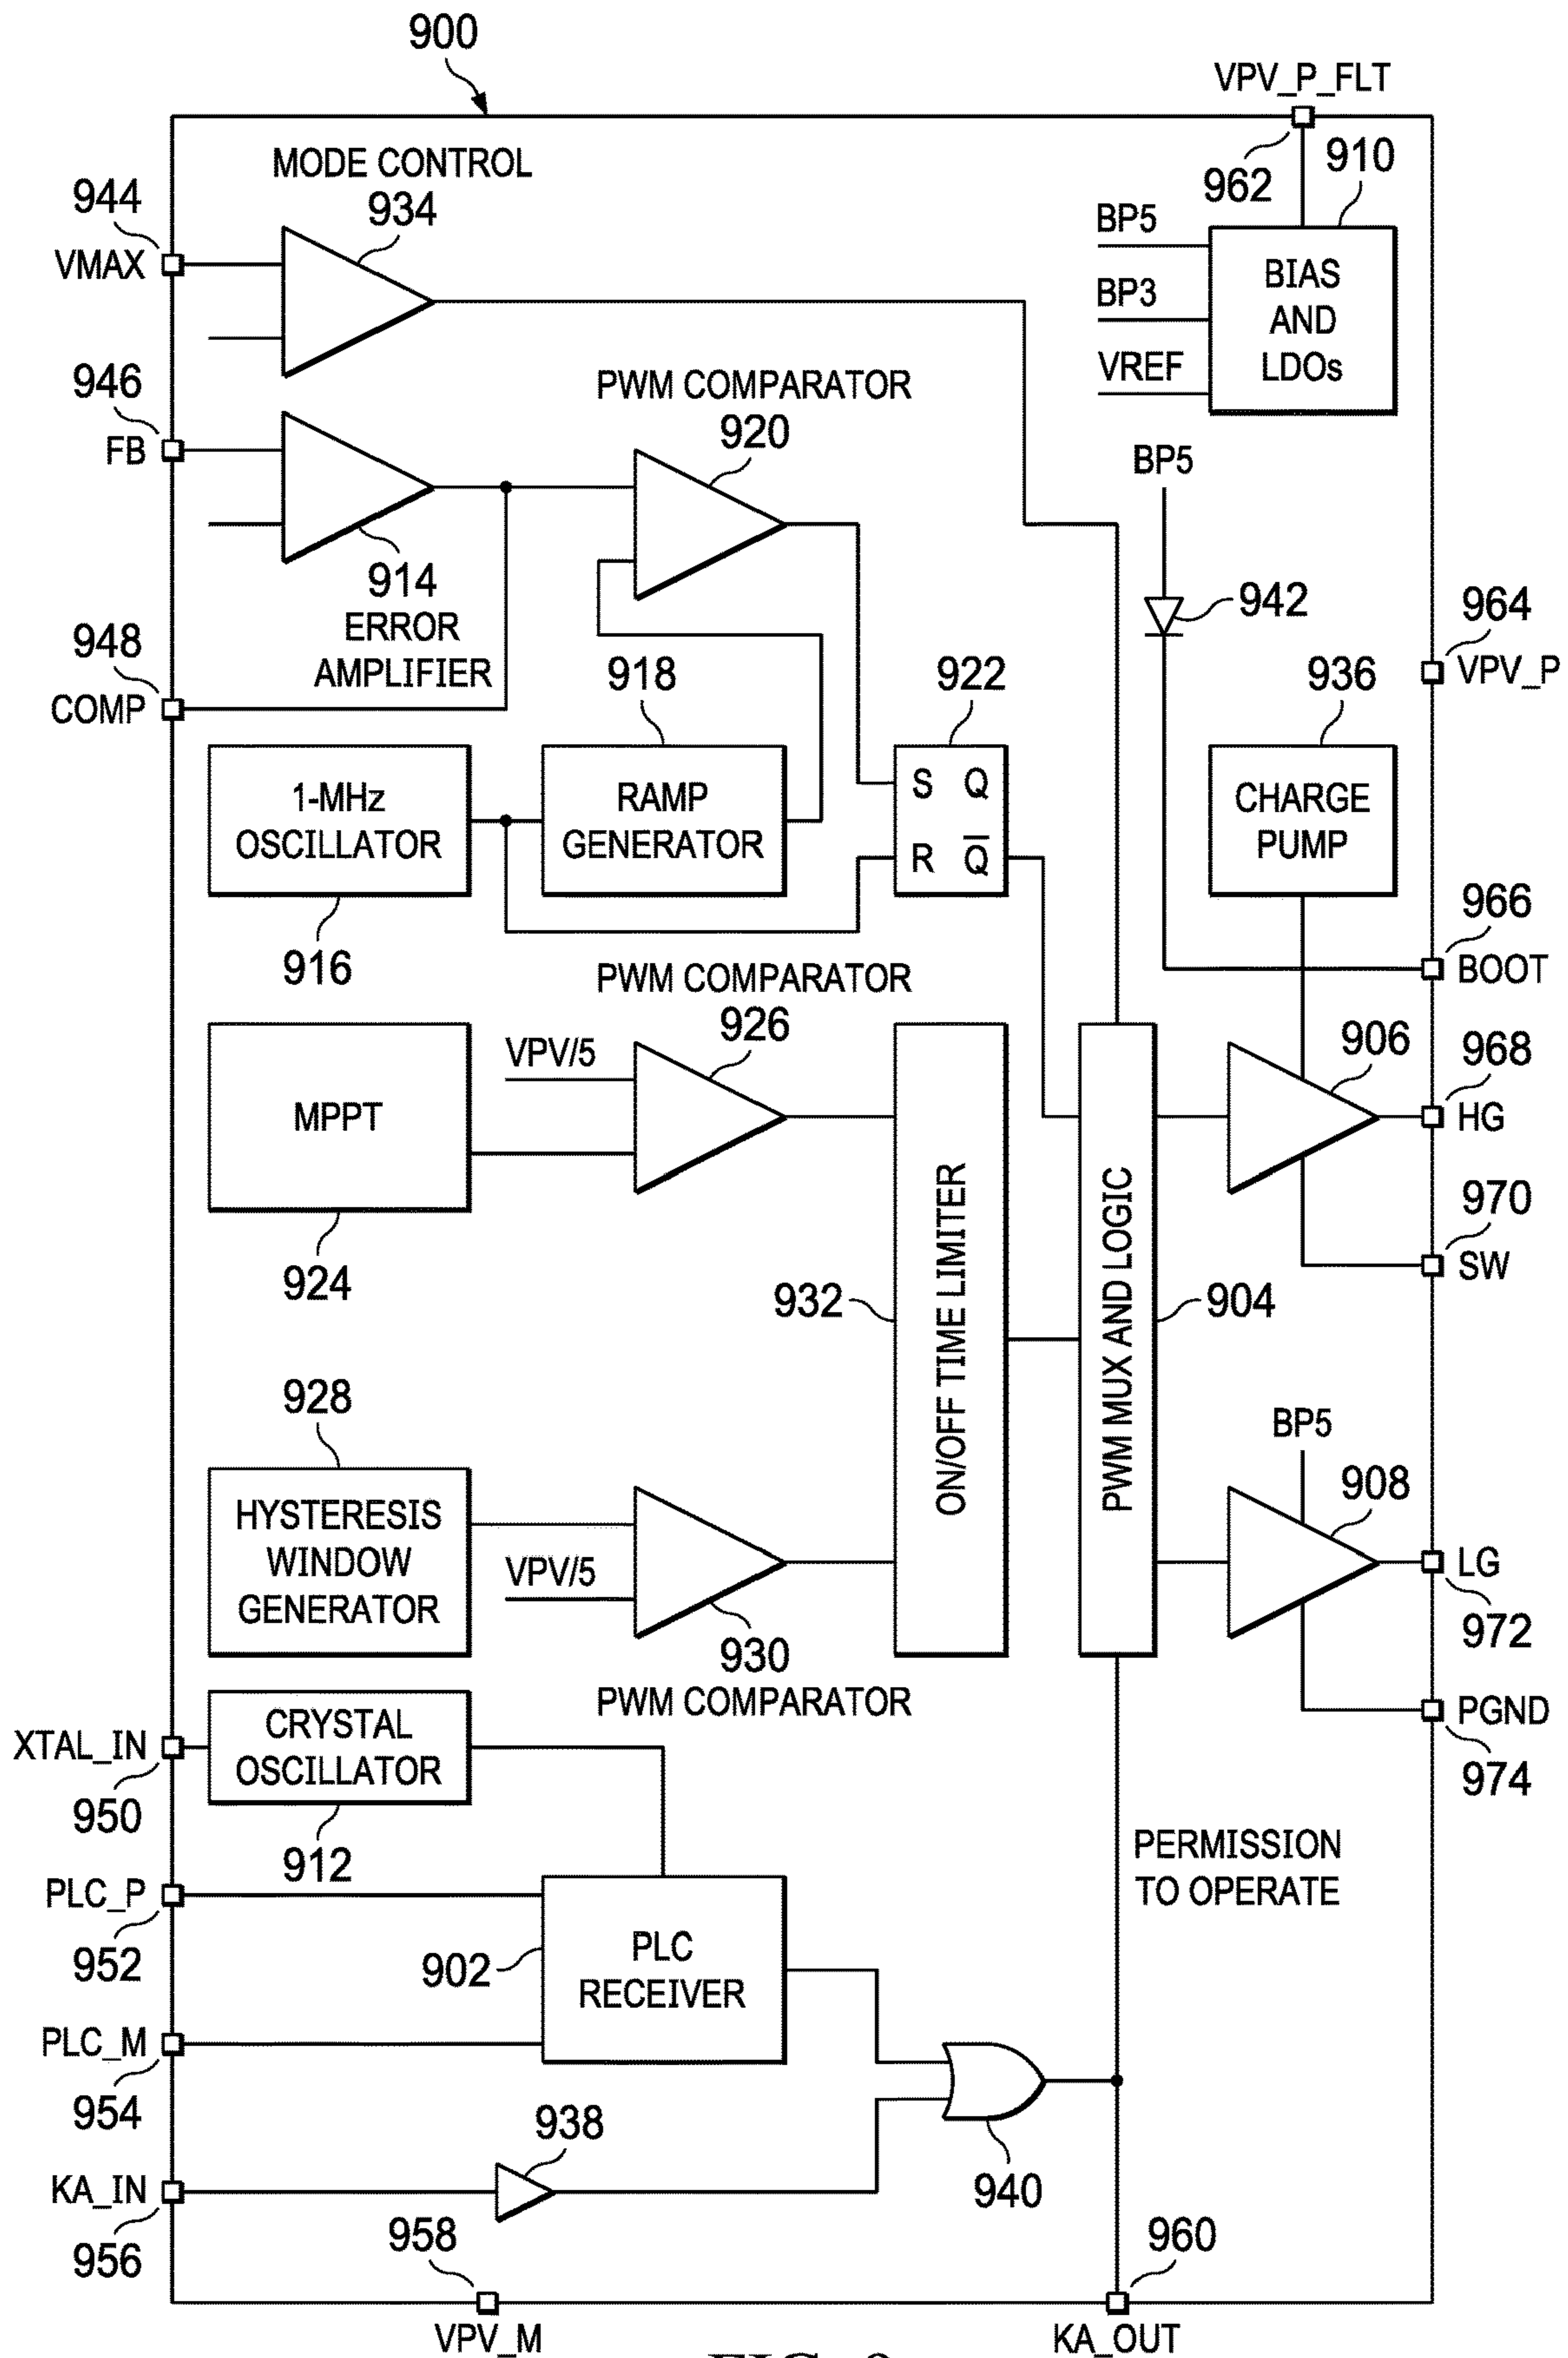 900
VPV_P_FLT
MODE CONTROL
962
910
944
934
VMAX
BP5
BP3
VREF
BIAS
AND
LDOs
946
FB
PWM COMPARATOR
920
BP5
914
ERROR
AMPLIFIER
942
964
VPV_P
948
COMP
918
922
936
1-MHz
OSCILLATOR
RAMP
GENERATOR
S Q
R Q̅
CHARGE
PUMP
916
966
BOOT
PWM COMPARATOR
926
VPV/5
906
968
HG
MPPT
924
970
SW
932
ON/OFF TIME LIMITER
PWM MUX AND LOGIC
904
928
BP5
908
HYSTERESIS
WINDOW
GENERATOR
VPV/5
930
PWM COMPARATOR
LG
972
PGND
974
XTAL_IN
950
CRYSTAL
OSCILLATOR
912
PERMISSION
TO OPERATE
PLC_P
952
902
PLC
RECEIVER
PLC_M
954
938
940
KA_IN
956
958
VPV_M
960
KA_OUT